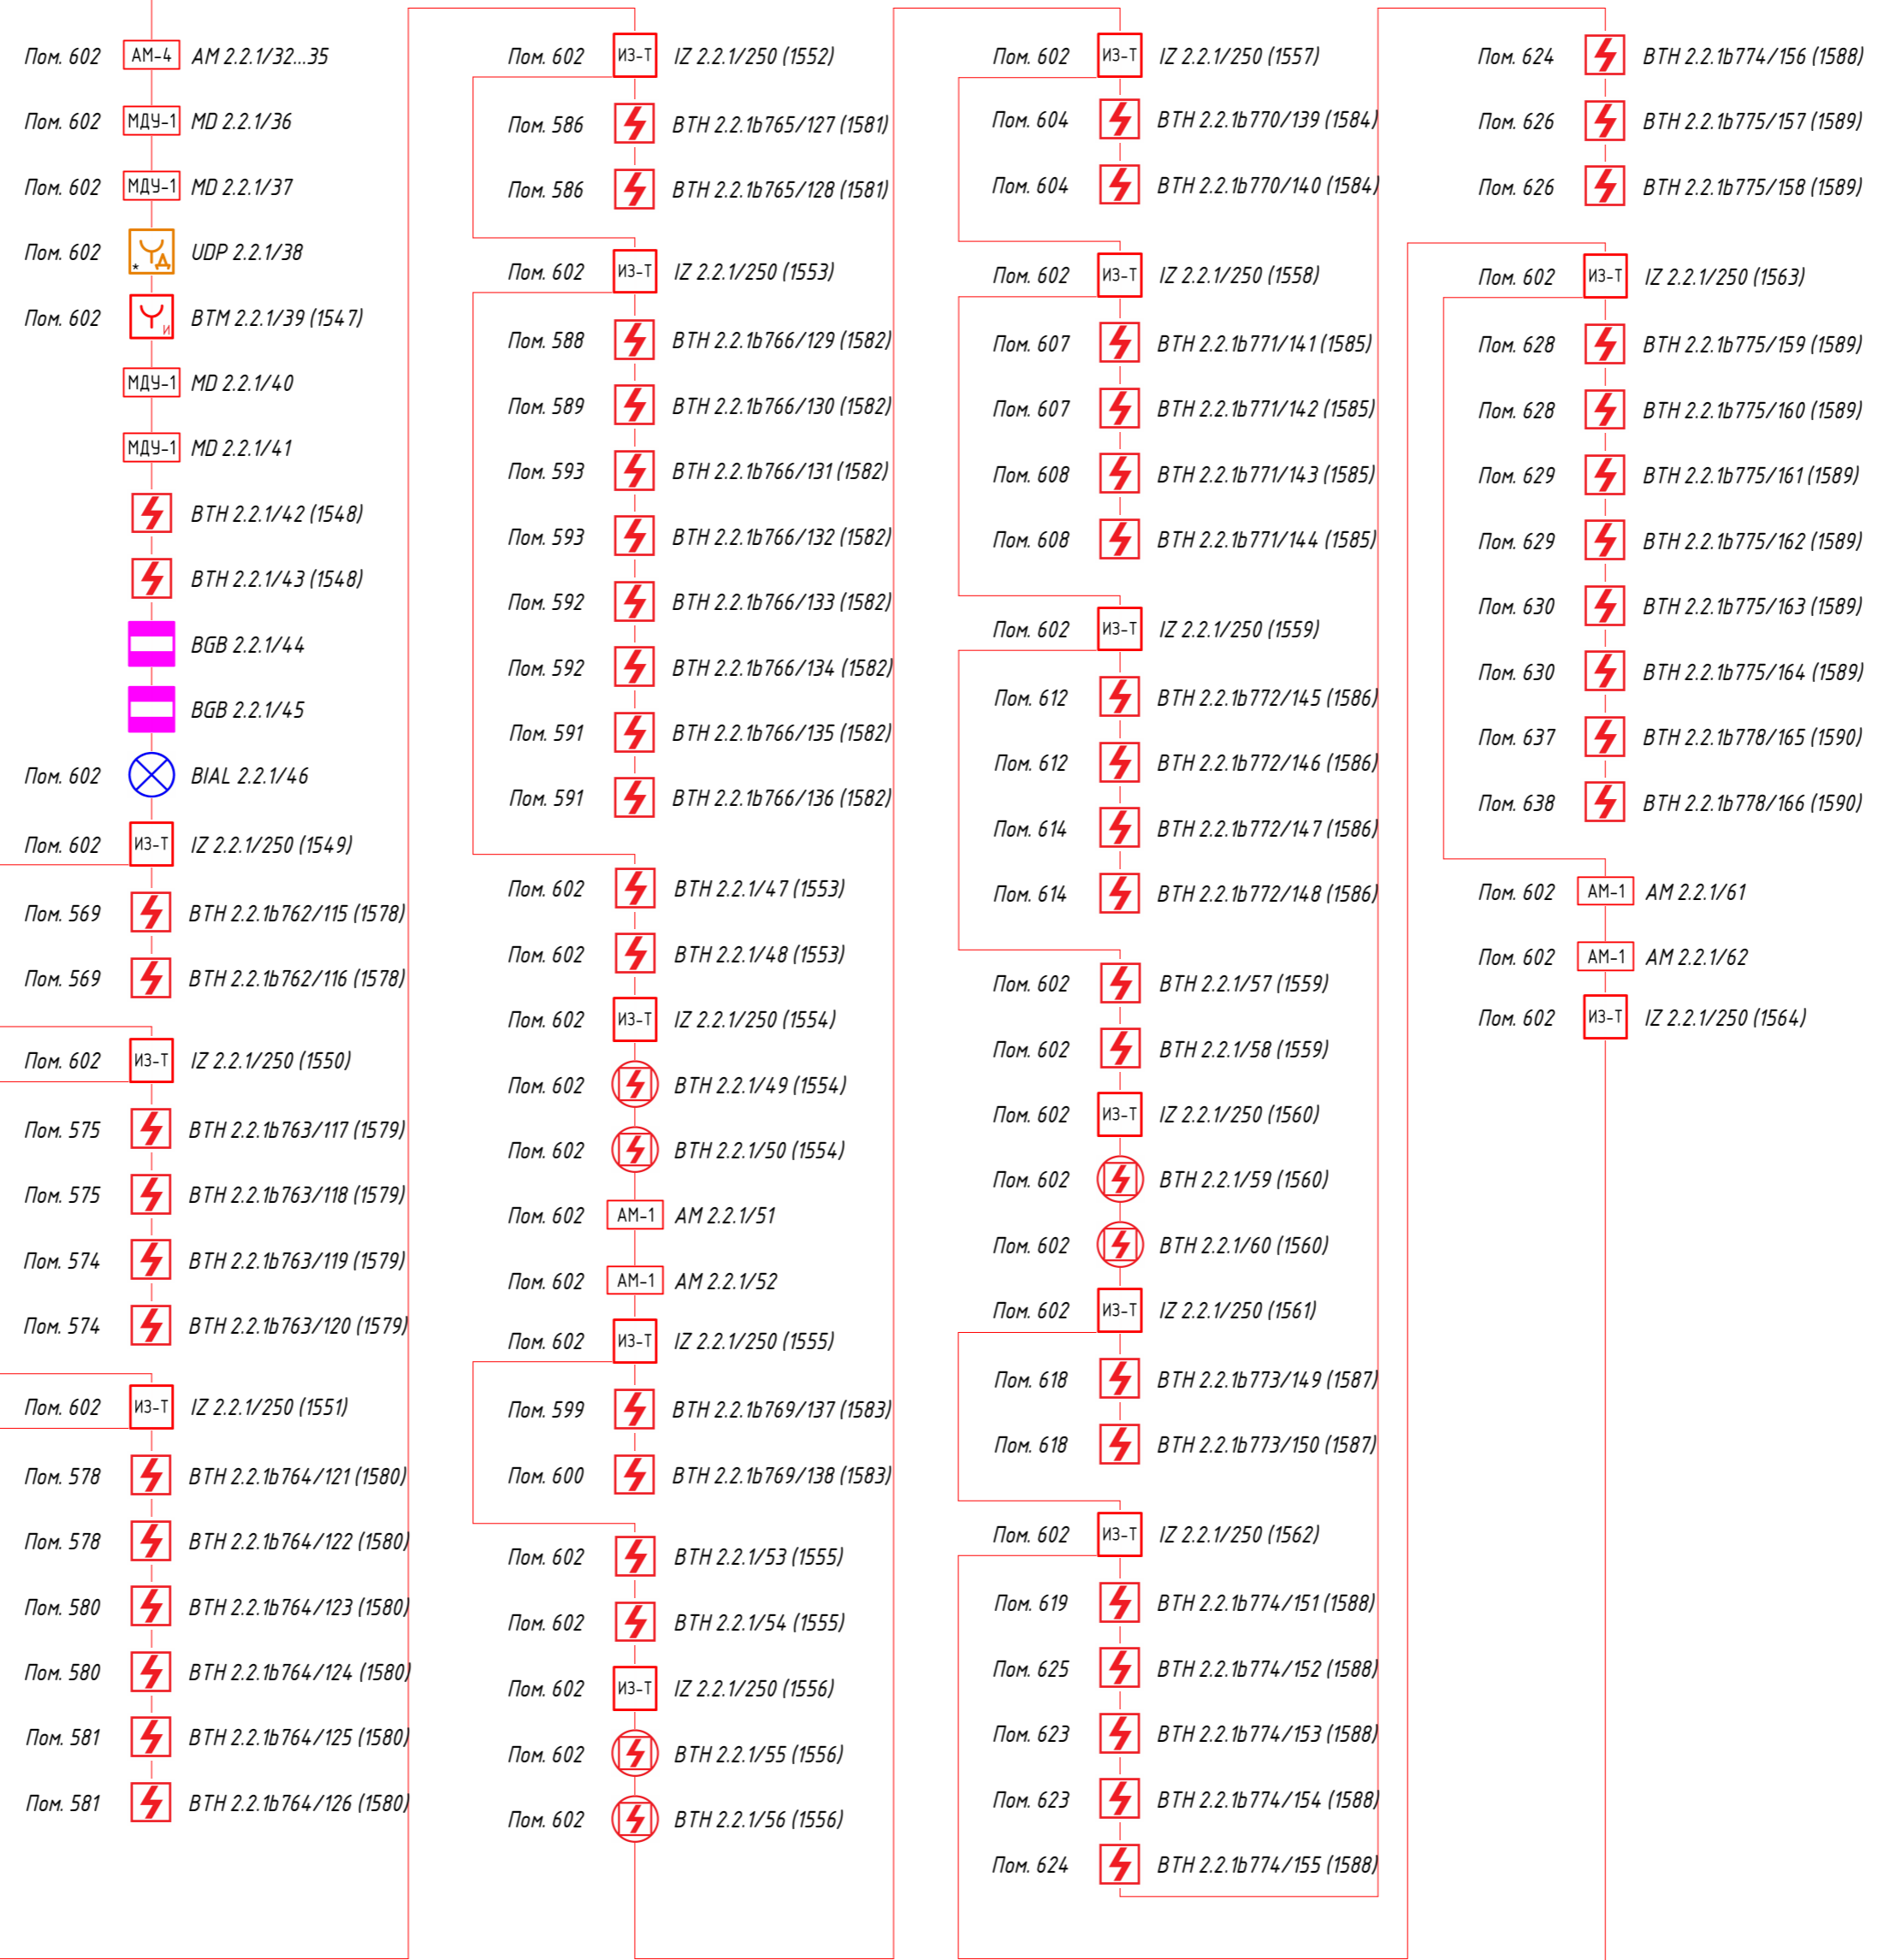 Пом. 602 АМ-4 AM 2.2.1/32...35
Пом. 602 МДУ-1 MD 2.2.1/36
Пом. 602 МДУ-1 MD 2.2.1/37
Пом. 602 * Д UDP 2.2.1/38
Пом. 602 И BTM 2.2.1/39 (1547)
МДУ-1 MD 2.2.1/40
МДУ-1 MD 2.2.1/41
BTH 2.2.1/42 (1548)
BTH 2.2.1/43 (1548)
BGB 2.2.1/44
BGB 2.2.1/45
Пом. 602 BIAL 2.2.1/46
Пом. 602 ИЗ-Т IZ 2.2.1/250 (1549)
Пом. 569 BTH 2.2.1b762/115 (1578)
Пом. 569 BTH 2.2.1b762/116 (1578)
Пом. 602 ИЗ-Т IZ 2.2.1/250 (1550)
Пом. 575 BTH 2.2.1b763/117 (1579)
Пом. 575 BTH 2.2.1b763/118 (1579)
Пом. 574 BTH 2.2.1b763/119 (1579)
Пом. 574 BTH 2.2.1b763/120 (1579)
Пом. 602 ИЗ-Т IZ 2.2.1/250 (1551)
Пом. 578 BTH 2.2.1b764/121 (1580)
Пом. 578 BTH 2.2.1b764/122 (1580)
Пом. 580 BTH 2.2.1b764/123 (1580)
Пом. 580 BTH 2.2.1b764/124 (1580)
Пом. 581 BTH 2.2.1b764/125 (1580)
Пом. 581 BTH 2.2.1b764/126 (1580)
Пом. 602 ИЗ-Т IZ 2.2.1/250 (1552)
Пом. 586 BTH 2.2.1b765/127 (1581)
Пом. 586 BTH 2.2.1b765/128 (1581)
Пом. 602 ИЗ-Т IZ 2.2.1/250 (1553)
Пом. 588 BTH 2.2.1b766/129 (1582)
Пом. 589 BTH 2.2.1b766/130 (1582)
Пом. 593 BTH 2.2.1b766/131 (1582)
Пом. 593 BTH 2.2.1b766/132 (1582)
Пом. 592 BTH 2.2.1b766/133 (1582)
Пом. 592 BTH 2.2.1b766/134 (1582)
Пом. 591 BTH 2.2.1b766/135 (1582)
Пом. 591 BTH 2.2.1b766/136 (1582)
Пом. 602 BTH 2.2.1/47 (1553)
Пом. 602 BTH 2.2.1/48 (1553)
Пом. 602 ИЗ-Т IZ 2.2.1/250 (1554)
Пом. 602 BTH 2.2.1/49 (1554)
Пом. 602 BTH 2.2.1/50 (1554)
Пом. 602 АМ-1 AM 2.2.1/51
Пом. 602 АМ-1 AM 2.2.1/52
Пом. 602 ИЗ-Т IZ 2.2.1/250 (1555)
Пом. 599 BTH 2.2.1b769/137 (1583)
Пом. 600 BTH 2.2.1b769/138 (1583)
Пом. 602 BTH 2.2.1/53 (1555)
Пом. 602 BTH 2.2.1/54 (1555)
Пом. 602 ИЗ-Т IZ 2.2.1/250 (1556)
Пом. 602 BTH 2.2.1/55 (1556)
Пом. 602 BTH 2.2.1/56 (1556)
Пом. 602 ИЗ-Т IZ 2.2.1/250 (1557)
Пом. 604 BTH 2.2.1b770/139 (1584)
Пом. 604 BTH 2.2.1b770/140 (1584)
Пом. 602 ИЗ-Т IZ 2.2.1/250 (1558)
Пом. 607 BTH 2.2.1b771/141 (1585)
Пом. 607 BTH 2.2.1b771/142 (1585)
Пом. 608 BTH 2.2.1b771/143 (1585)
Пом. 608 BTH 2.2.1b771/144 (1585)
Пом. 602 ИЗ-Т IZ 2.2.1/250 (1559)
Пом. 612 BTH 2.2.1b772/145 (1586)
Пом. 612 BTH 2.2.1b772/146 (1586)
Пом. 614 BTH 2.2.1b772/147 (1586)
Пом. 614 BTH 2.2.1b772/148 (1586)
Пом. 602 BTH 2.2.1/57 (1559)
Пом. 602 BTH 2.2.1/58 (1559)
Пом. 602 ИЗ-Т IZ 2.2.1/250 (1560)
Пом. 602 BTH 2.2.1/59 (1560)
Пом. 602 BTH 2.2.1/60 (1560)
Пом. 602 ИЗ-Т IZ 2.2.1/250 (1561)
Пом. 618 BTH 2.2.1b773/149 (1587)
Пом. 618 BTH 2.2.1b773/150 (1587)
Пом. 602 ИЗ-Т IZ 2.2.1/250 (1562)
Пом. 619 BTH 2.2.1b774/151 (1588)
Пом. 625 BTH 2.2.1b774/152 (1588)
Пом. 623 BTH 2.2.1b774/153 (1588)
Пом. 623 BTH 2.2.1b774/154 (1588)
Пом. 624 BTH 2.2.1b774/155 (1588)
Пом. 624 BTH 2.2.1b774/156 (1588)
Пом. 626 BTH 2.2.1b775/157 (1589)
Пом. 626 BTH 2.2.1b775/158 (1589)
Пом. 602 ИЗ-Т IZ 2.2.1/250 (1563)
Пом. 628 BTH 2.2.1b775/159 (1589)
Пом. 628 BTH 2.2.1b775/160 (1589)
Пом. 629 BTH 2.2.1b775/161 (1589)
Пом. 629 BTH 2.2.1b775/162 (1589)
Пом. 630 BTH 2.2.1b775/163 (1589)
Пом. 630 BTH 2.2.1b775/164 (1589)
Пом. 637 BTH 2.2.1b778/165 (1590)
Пом. 638 BTH 2.2.1b778/166 (1590)
Пом. 602 АМ-1 AM 2.2.1/61
Пом. 602 АМ-1 AM 2.2.1/62
Пом. 602 ИЗ-Т IZ 2.2.1/250 (1564)